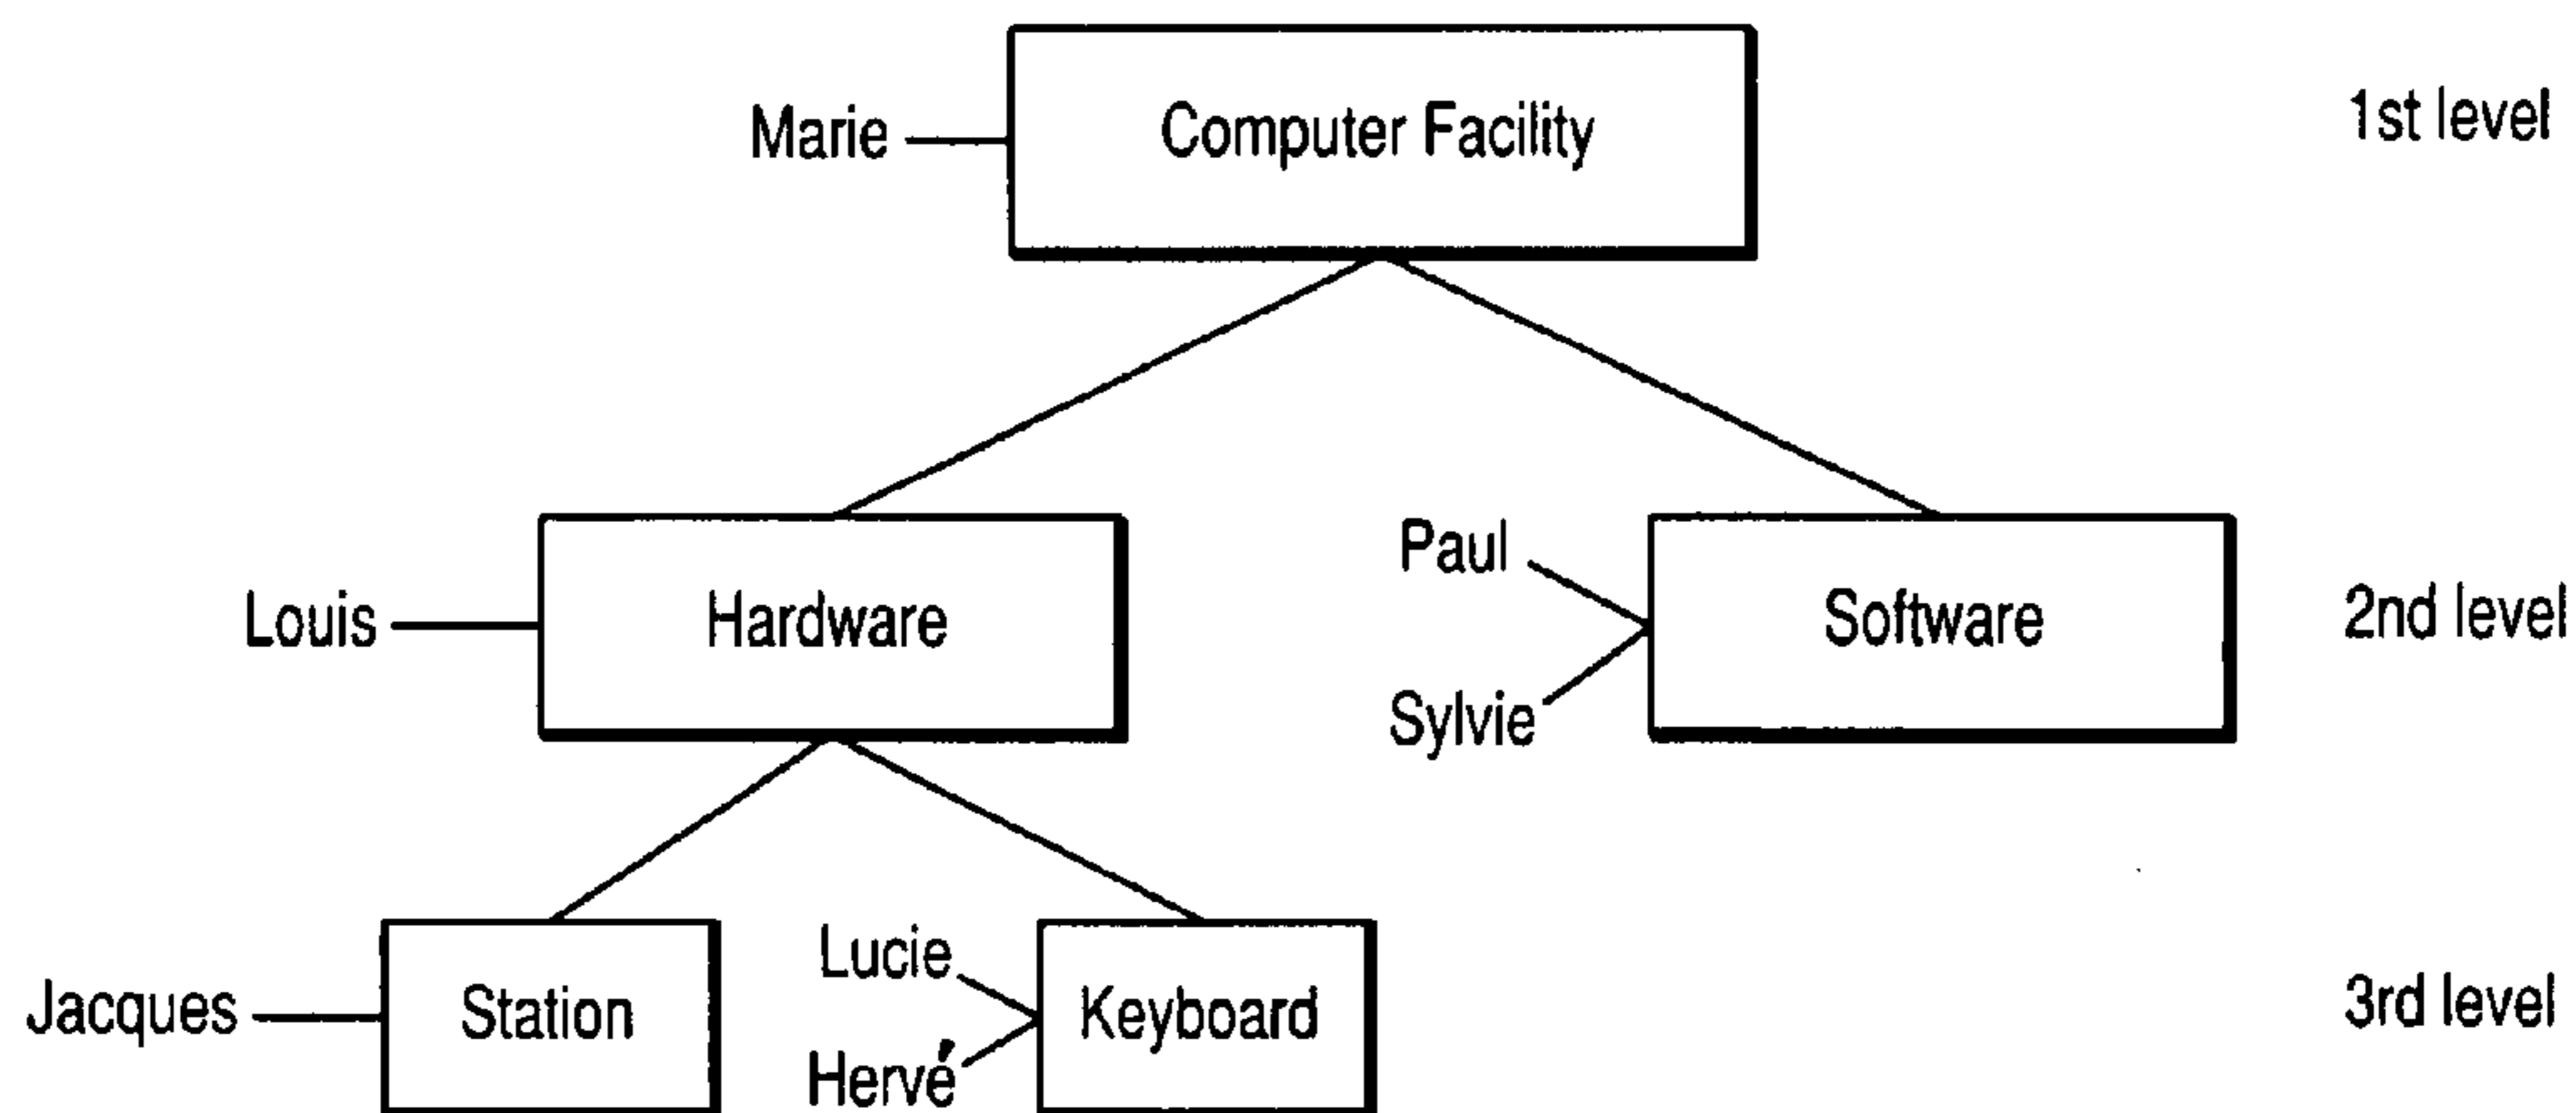 Marie
Computer Facility
1st level
Louis
Hardware
Paul
Sylvie
Software
2nd level
Jacques
Station
Lucie
Hervé
Keyboard
3rd level